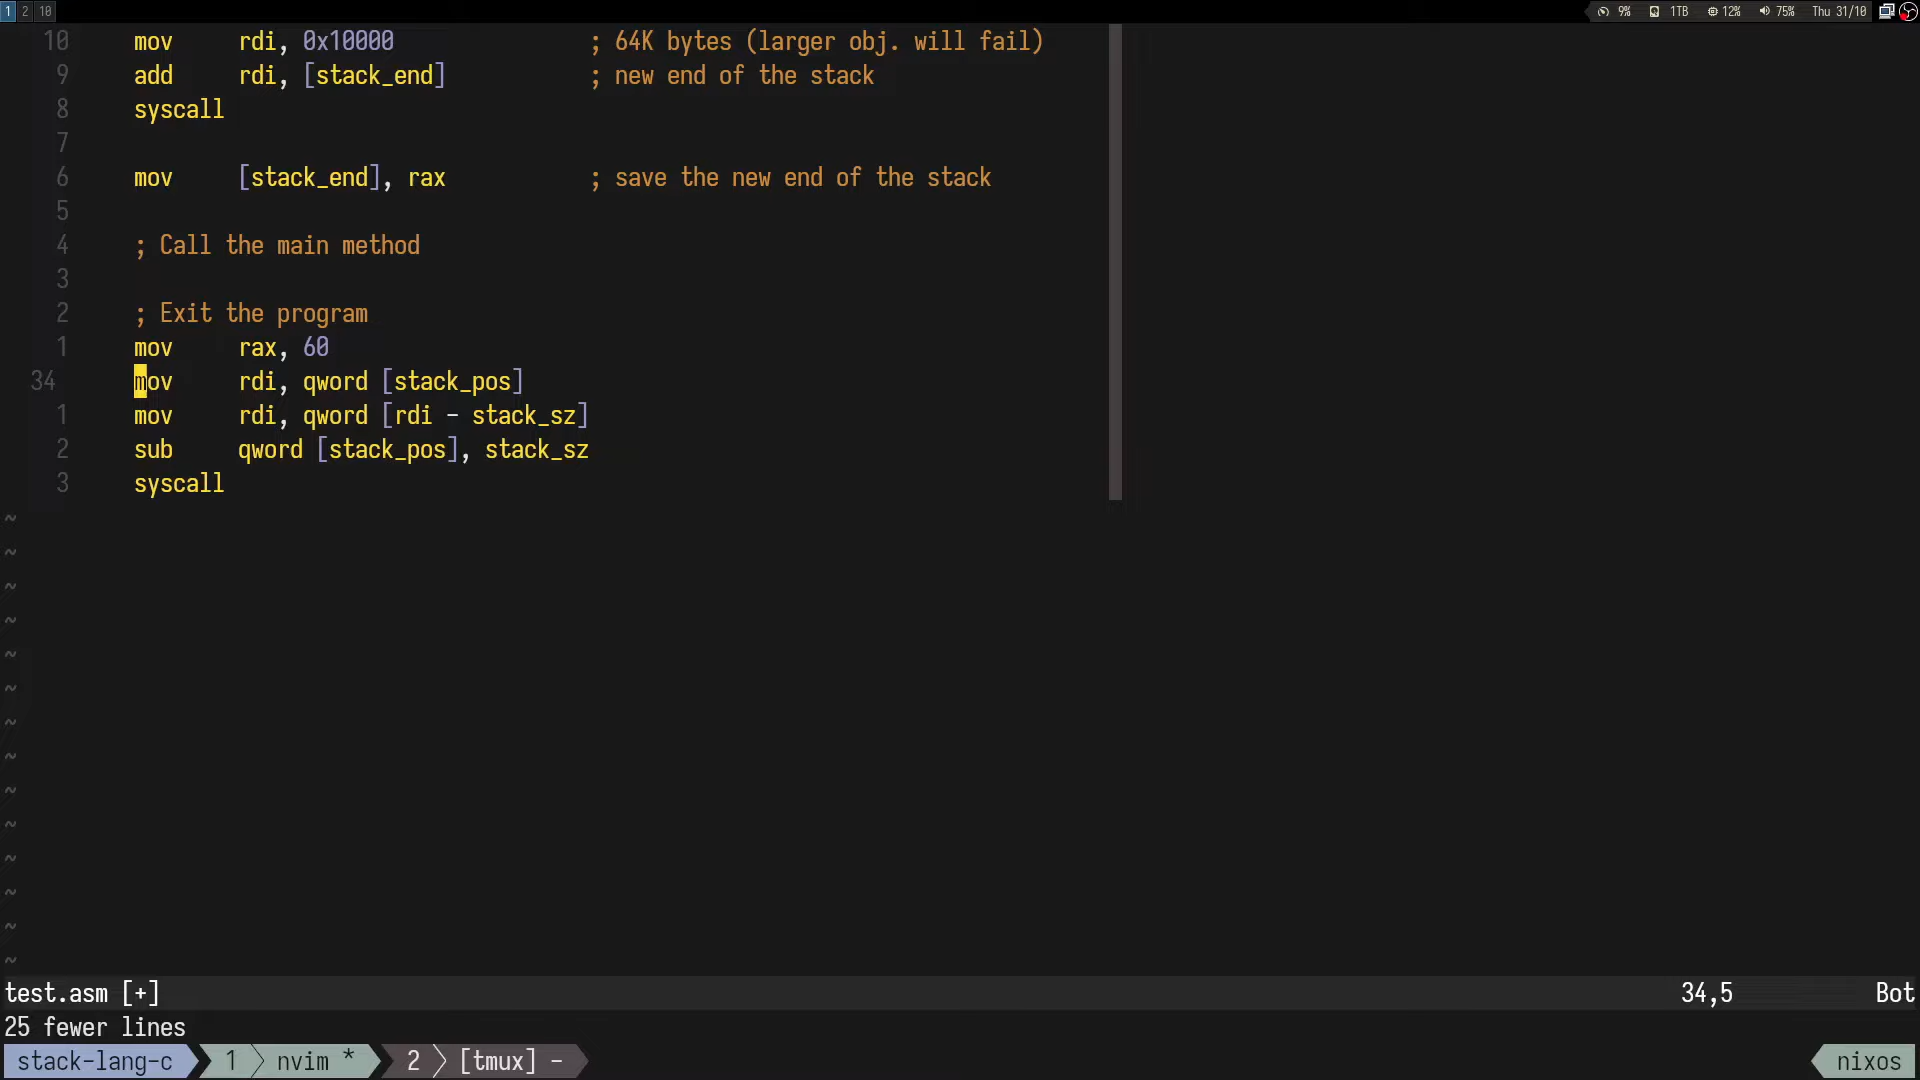 1 2 10 9% 1TB 12% 75% Thu 31/10
10 mov rdi, 0x10000 ; 64K bytes (larger obj. will fail)
9 add rdi, [stack_end] ; new end of the stack
8 syscall
7
6 mov [stack_end], rax ; save the new end of the stack
5
4 ; Call the main method
3
2 ; Exit the program
1 mov rax, 60
34 mov rdi, qword [stack_pos]
1 mov rdi, qword [rdi - stack_sz]
2 sub qword [stack_pos], stack_sz
3 syscall
~
~
~
~
~
~
~
~
~
~
~
~
~
~
test.asm [+] 34,5 Bot
25 fewer lines
stack-lang-c 1 nvim * 2 [tmux] - nixos